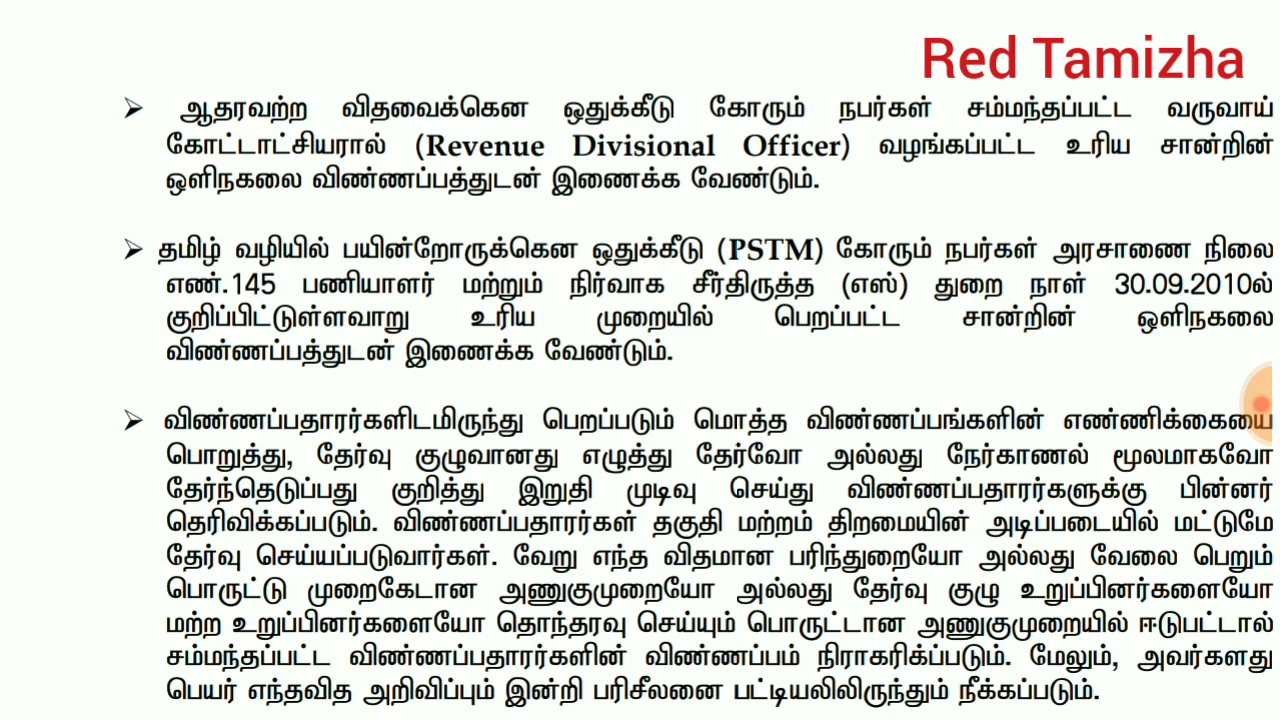 Red Tamizha
➢ ஆதரவற்ற விதவைக்கென ஒதுக்கீடு கோரும் நபர்கள் சம்மந்தப்பட்ட வருவாய்
கோட்டாட்சியரால் (Revenue Divisional Officer) வழங்கப்பட்ட உரிய சான்றின்
ஒளிநகலை விண்ணப்பத்துடன் இணைக்க வேண்டும்.
➢ தமிழ் வழியில் பயின்றோருக்கென ஒதுக்கீடு (PSTM) கோரும் நபர்கள் அரசாணை நிலை
எண்.145 பணியாளர் மற்றும் நிர்வாக சீர்திருத்த (எஸ்) துறை நாள் 30.09.2010ல்
குறிப்பிட்டுள்ளவாறு உரிய முறையில் பெறப்பட்ட சான்றின் ஒளிநகலை
விண்ணப்பத்துடன் இணைக்க வேண்டும்.
➢ விண்ணப்பதாரர்களிடமிருந்து பெறப்படும் மொத்த விண்ணப்பங்களின் எண்ணிக்கையை
பொறுத்து, தேர்வு குழுவானது எழுத்து தேர்வோ அல்லது நேர்காணல் மூலமாகவோ
தேர்ந்தெடுப்பது குறித்து இறுதி முடிவு செய்து விண்ணப்பதாரர்களுக்கு பின்னர்
தெரிவிக்கப்படும். விண்ணப்பதாரர்கள் தகுதி மற்றம் திறமையின் அடிப்படையில் மட்டுமே
தேர்வு செய்யப்படுவார்கள். வேறு எந்த விதமான பரிந்துறையோ அல்லது வேலை பெறும்
பொருட்டு முறைகேடான அணுகுமுறையோ அல்லது தேர்வு குழு உறுப்பினர்களையோ
மற்ற உறுப்பினர்களையோ தொந்தரவு செய்யும் பொருட்டான அணுகுமுறையில் ஈடுபட்டால்
சம்மந்தப்பட்ட விண்ணப்பதாரர்களின் விண்ணப்பம் நிராகரிக்ப்படும். மேலும், அவர்களது
பெயர் எந்தவித அறிவிப்பும் இன்றி பரிசீலனை பட்டியலிலிருந்தும் நீக்கப்படும்.